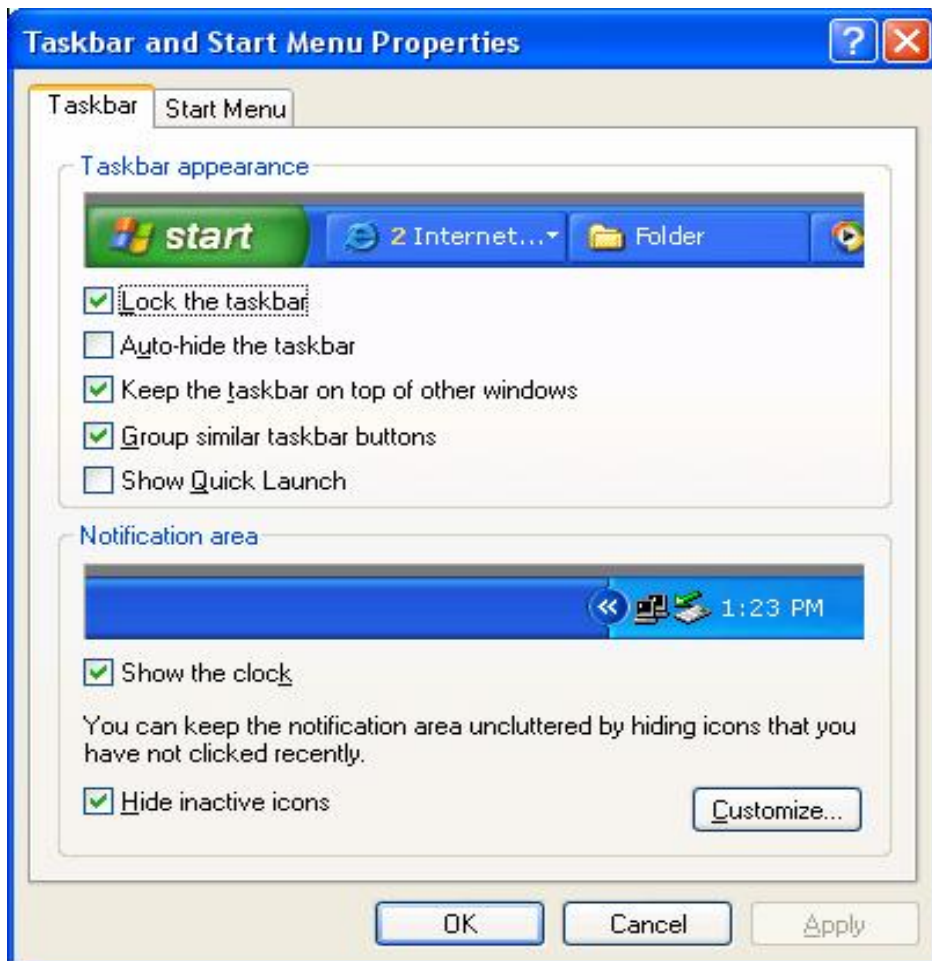 Taskbar and Start Menu Properties
Taskbar
Start Menu
Taskbar appearance
start
2 Internet...
Folder
Lock the taskbar
Auto-hide the taskbar
Keep the taskbar on top of other windows
Group similar taskbar buttons
Show Quick Launch
Notification area
1:23 PM
Show the clock
You can keep the notification area uncluttered by hiding icons that you
have not clicked recently.
Hide inactive icons
Customize...
OK
Cancel
Apply